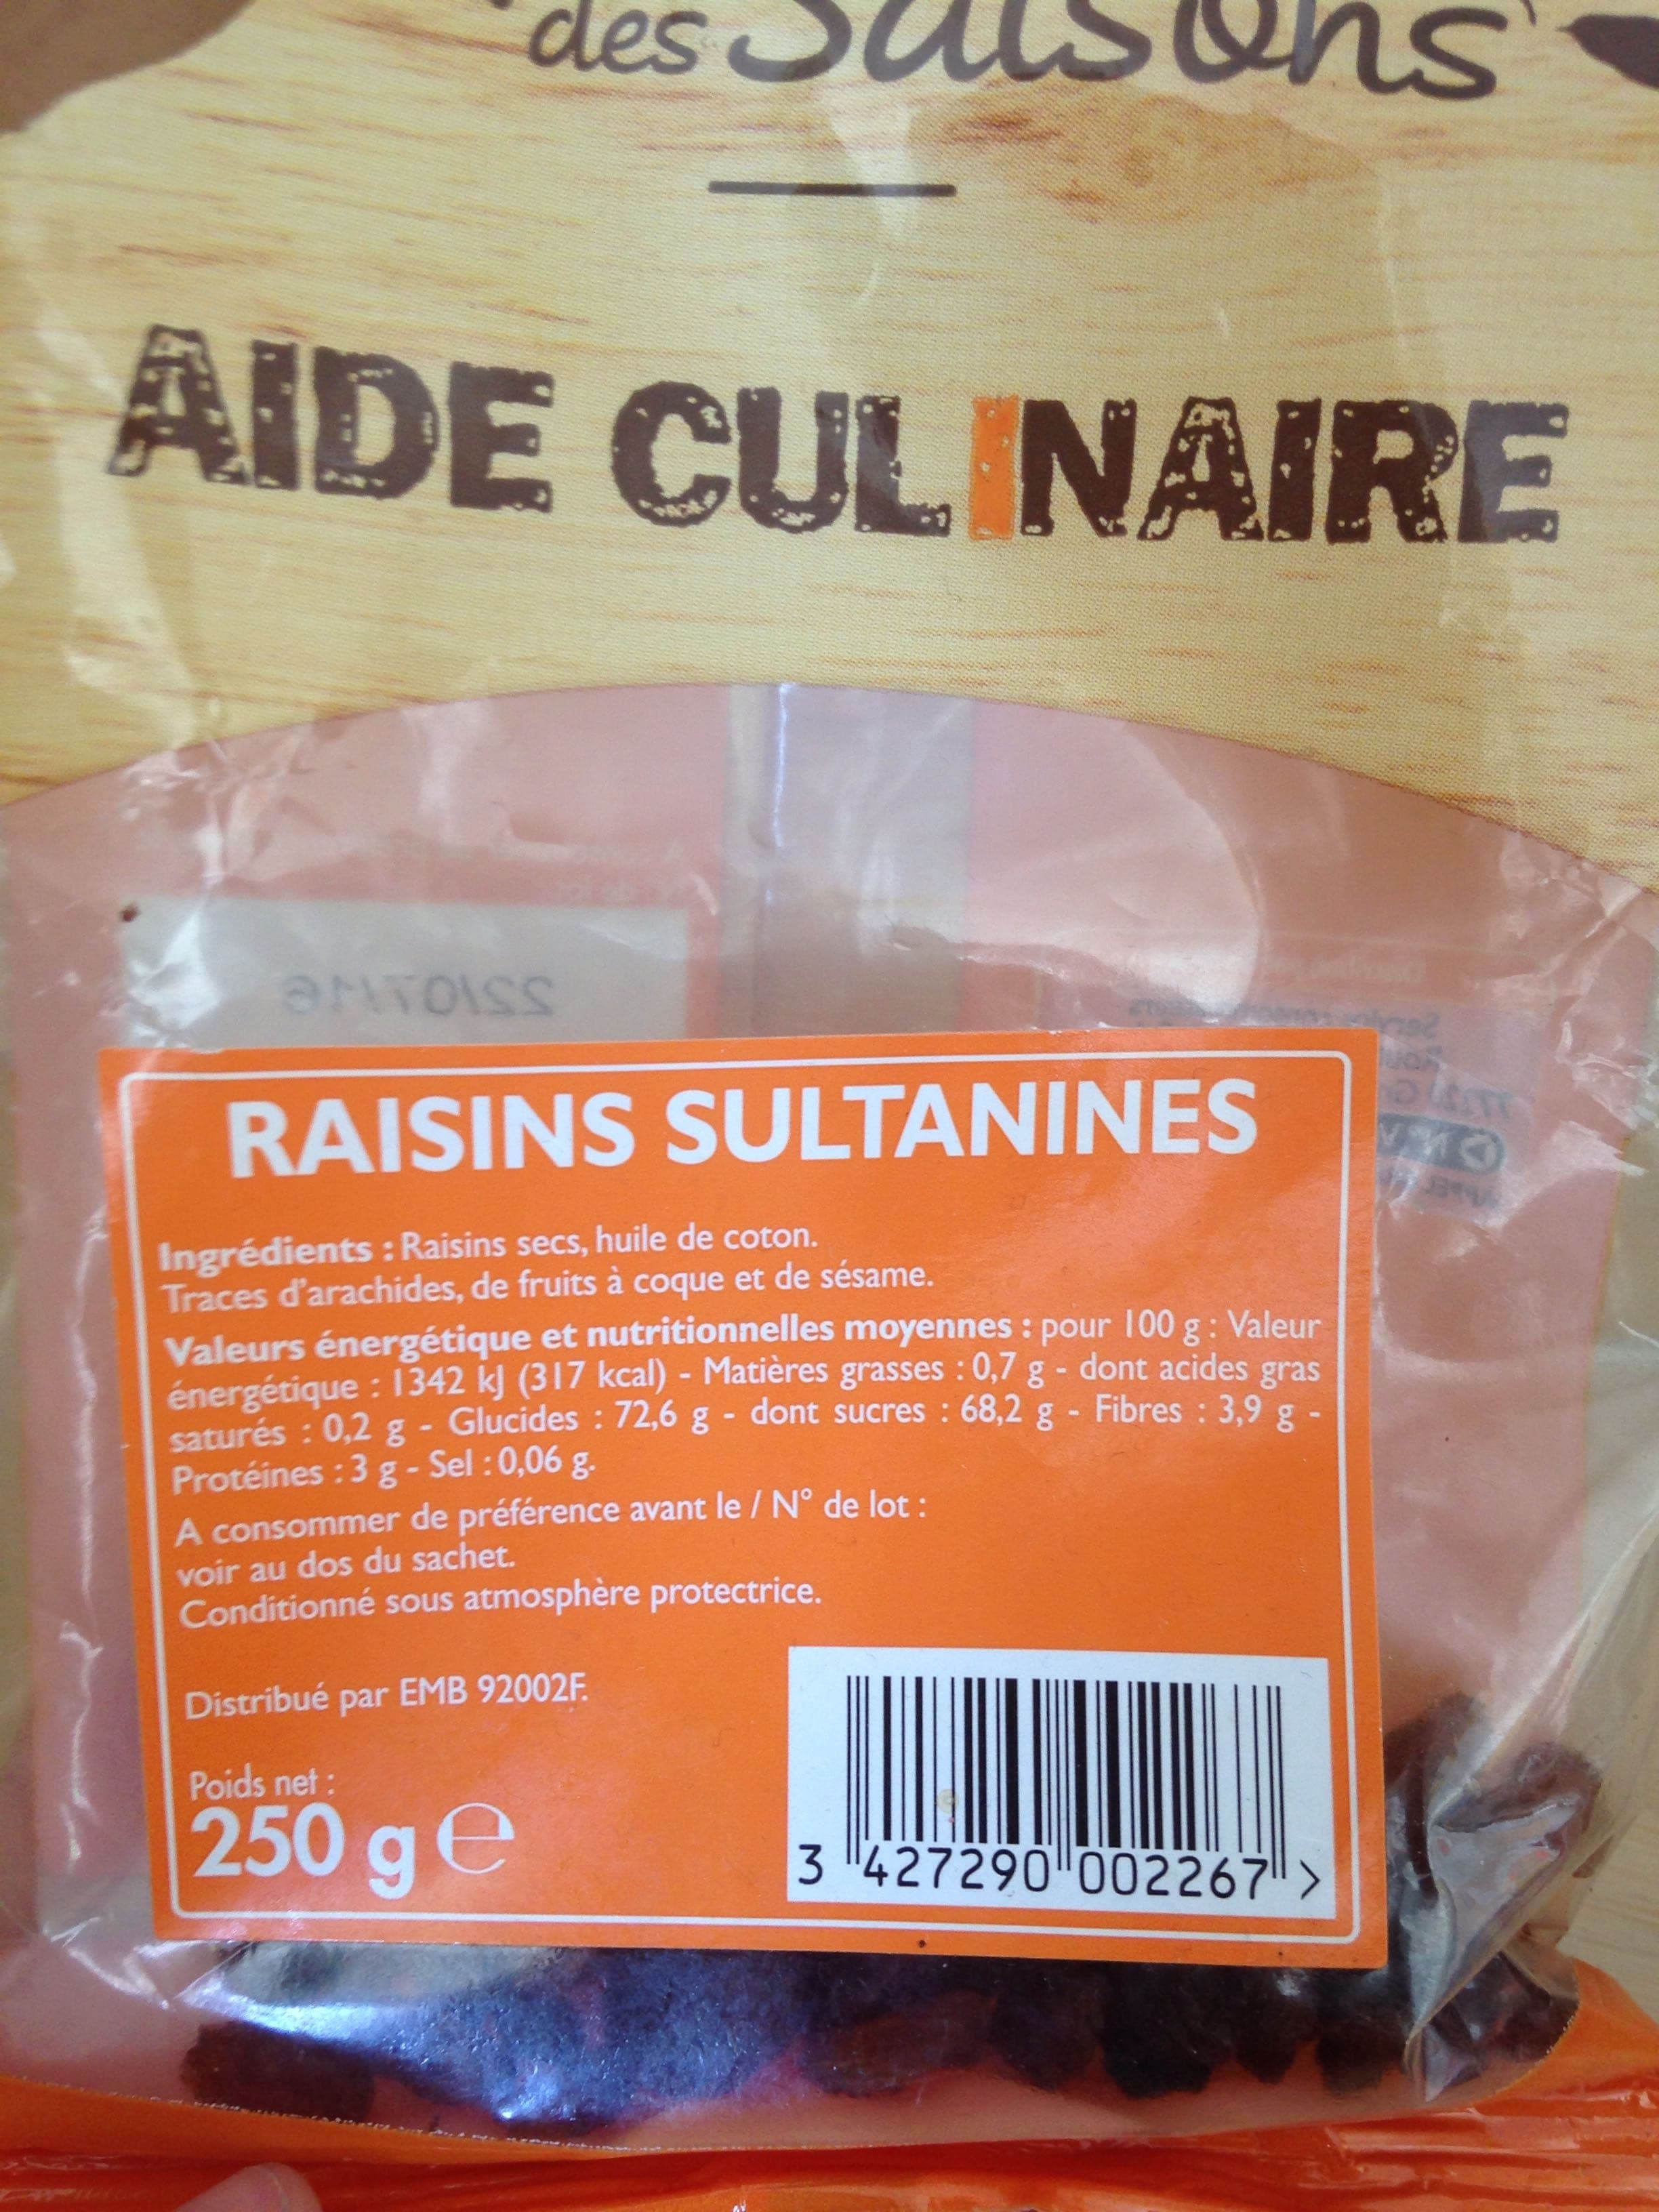 des Saisons
AIDE CULINAIRE
22/07/16
RAISINS SULTANINES
Ingrédients : Raisins secs, huile de coton.
Traces d'arachides, de fruits à coque et de sésame.
Valeurs énergétique et nutritionnelles moyennes : pour 100 g : Valeur
énergétique : 1342 kJ (317 kcal) - Matières grasses : 0,7 g - dont acides gras
saturés : 0,2 g - Glucides : 72,6 g - dont sucres : 68,2 g - Fibres : 3,9 g -
Protéines : 3 g - Sel : 0,06 g.
A consommer de préférence avant le / N° de lot :
voir au dos du sachet.
Conditionné sous atmosphère protectrice.
Distribué par EMB 92002F.
Poids net :
250 g e
3 427290 002267 >